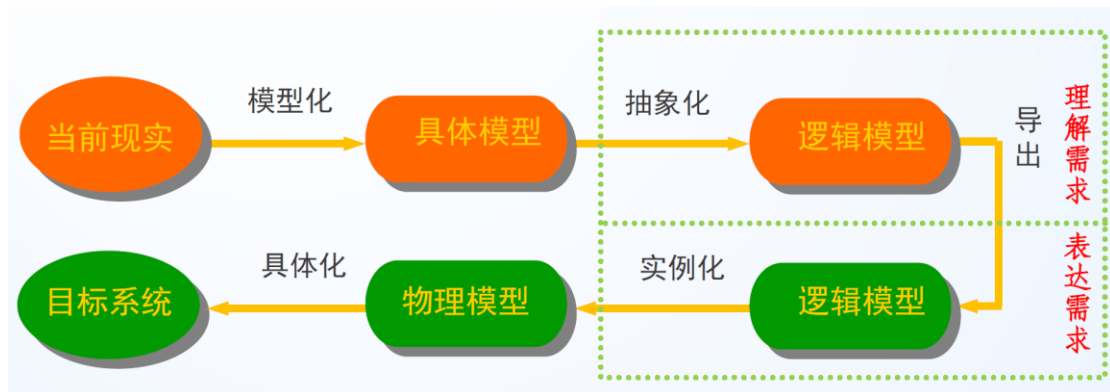 当前现实
模型化
具体模型
抽象化
逻辑模型
导出
理解需求
目标系统
具体化
物理模型
实例化
逻辑模型
表达需求